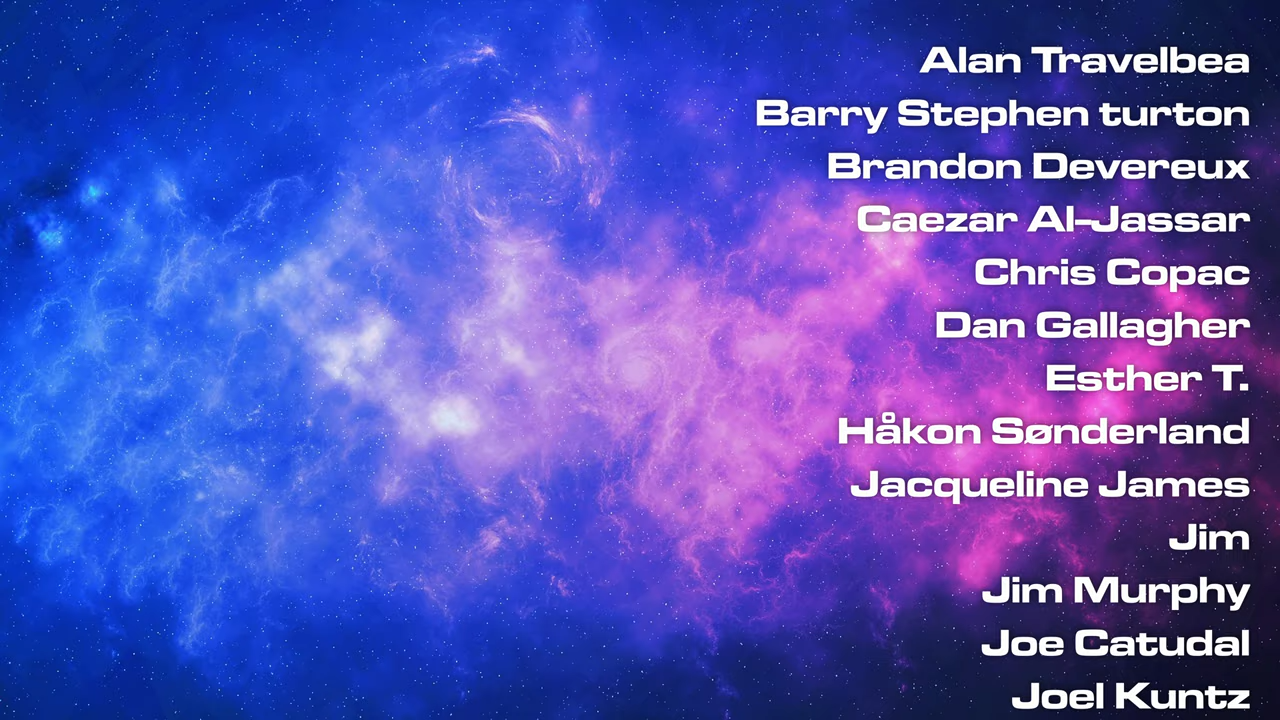 Alan Travelbea
Barry Stephen turton
Brandon Devereux
Caezar Al-Jassar
Chris Copac
Dan Gallagher
Esther T.
Håkon Sønderland
Jacqueline James
Jim
Jim Murphy
Joe Catudal
Joel Kuntz